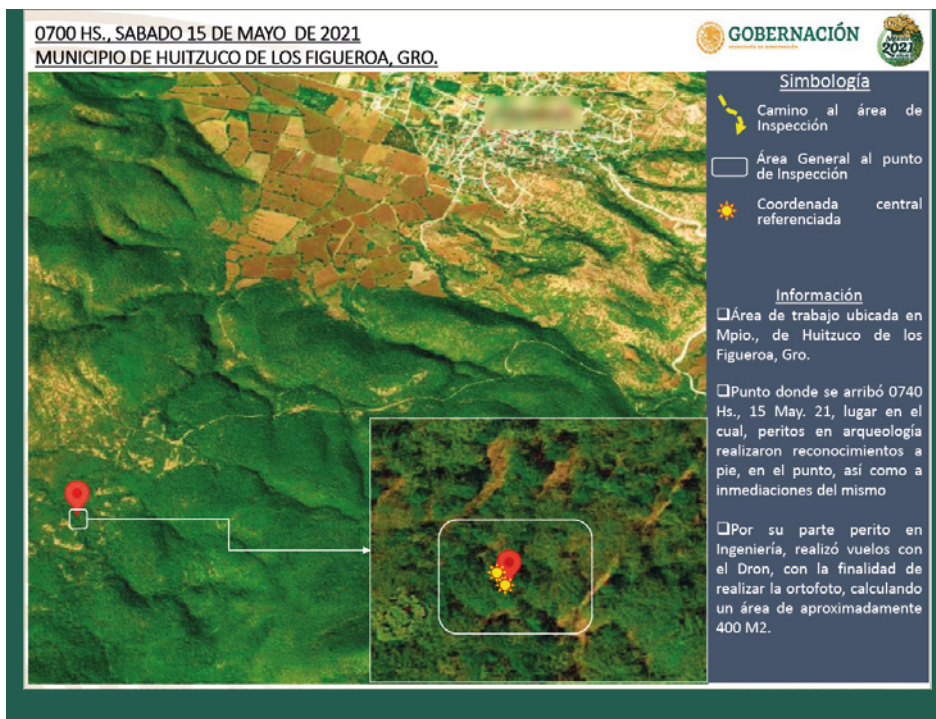 0700 HS., SABADO 15 DE MAYO DE 2021
MUNICIPIO DE HUITZUCO DE LOS FIGUEROA, GRO.
GOBERNACIÓN
SECRETARÍA DE GOBERNACIÓN
México
2021
Simbología
Camino al área de
Inspección
Área General al punto
de Inspección
Coordenada central
referenciada
Información
❑Área de trabajo ubicada en
Mpio., de Huitzuco de los
Figueroa, Gro.
❑Punto donde se arribó 0740
Hs., 15 May. 21, lugar en el
cual, peritos en arqueología
realizaron reconocimientos a
pie, en el punto, así como a
inmediaciones del mismo
❑Por su parte perito en
Ingeniería, realizó vuelos con
el Dron, con la finalidad de
realizar la ortofoto, calculando
un área de aproximadamente
400 M2.